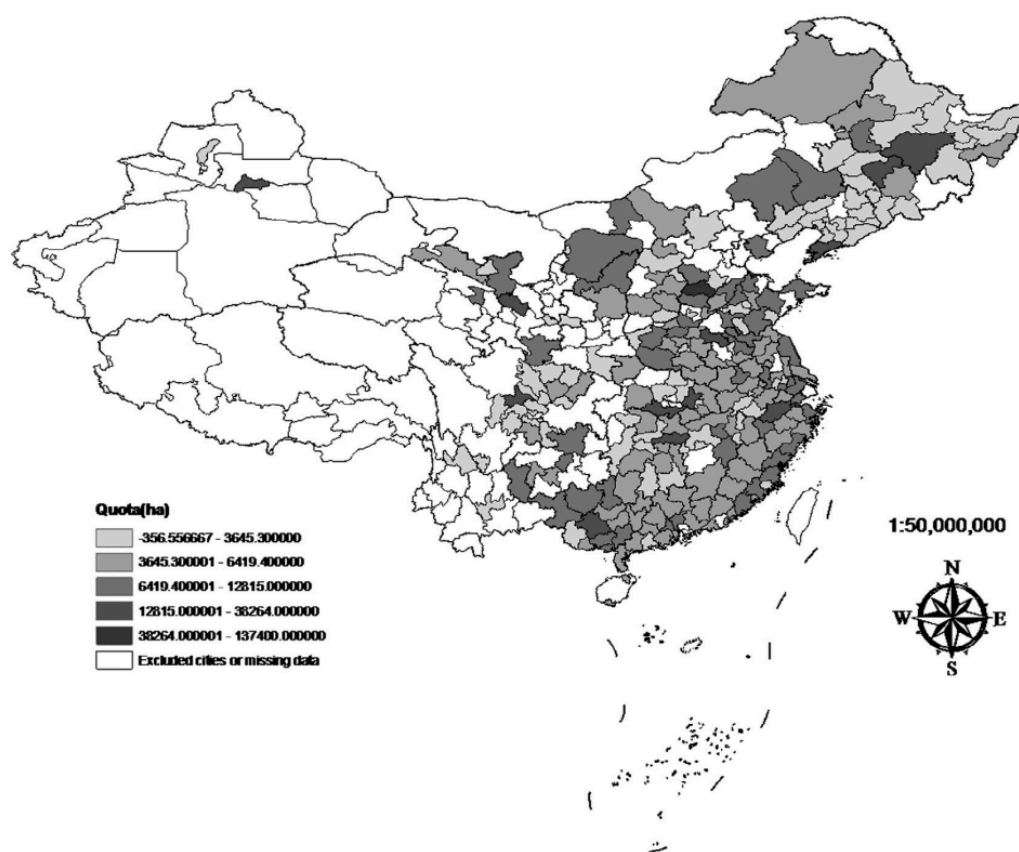 Quota(ha)
-356.556667 - 3645.300000
3645.300001 - 6419.400000
6419.400001 - 12815.000000
12815.000001 - 38264.000000
38264.000001 - 137400.000000
Excluded cities or missing data
1:50,000,000
N
W E
S